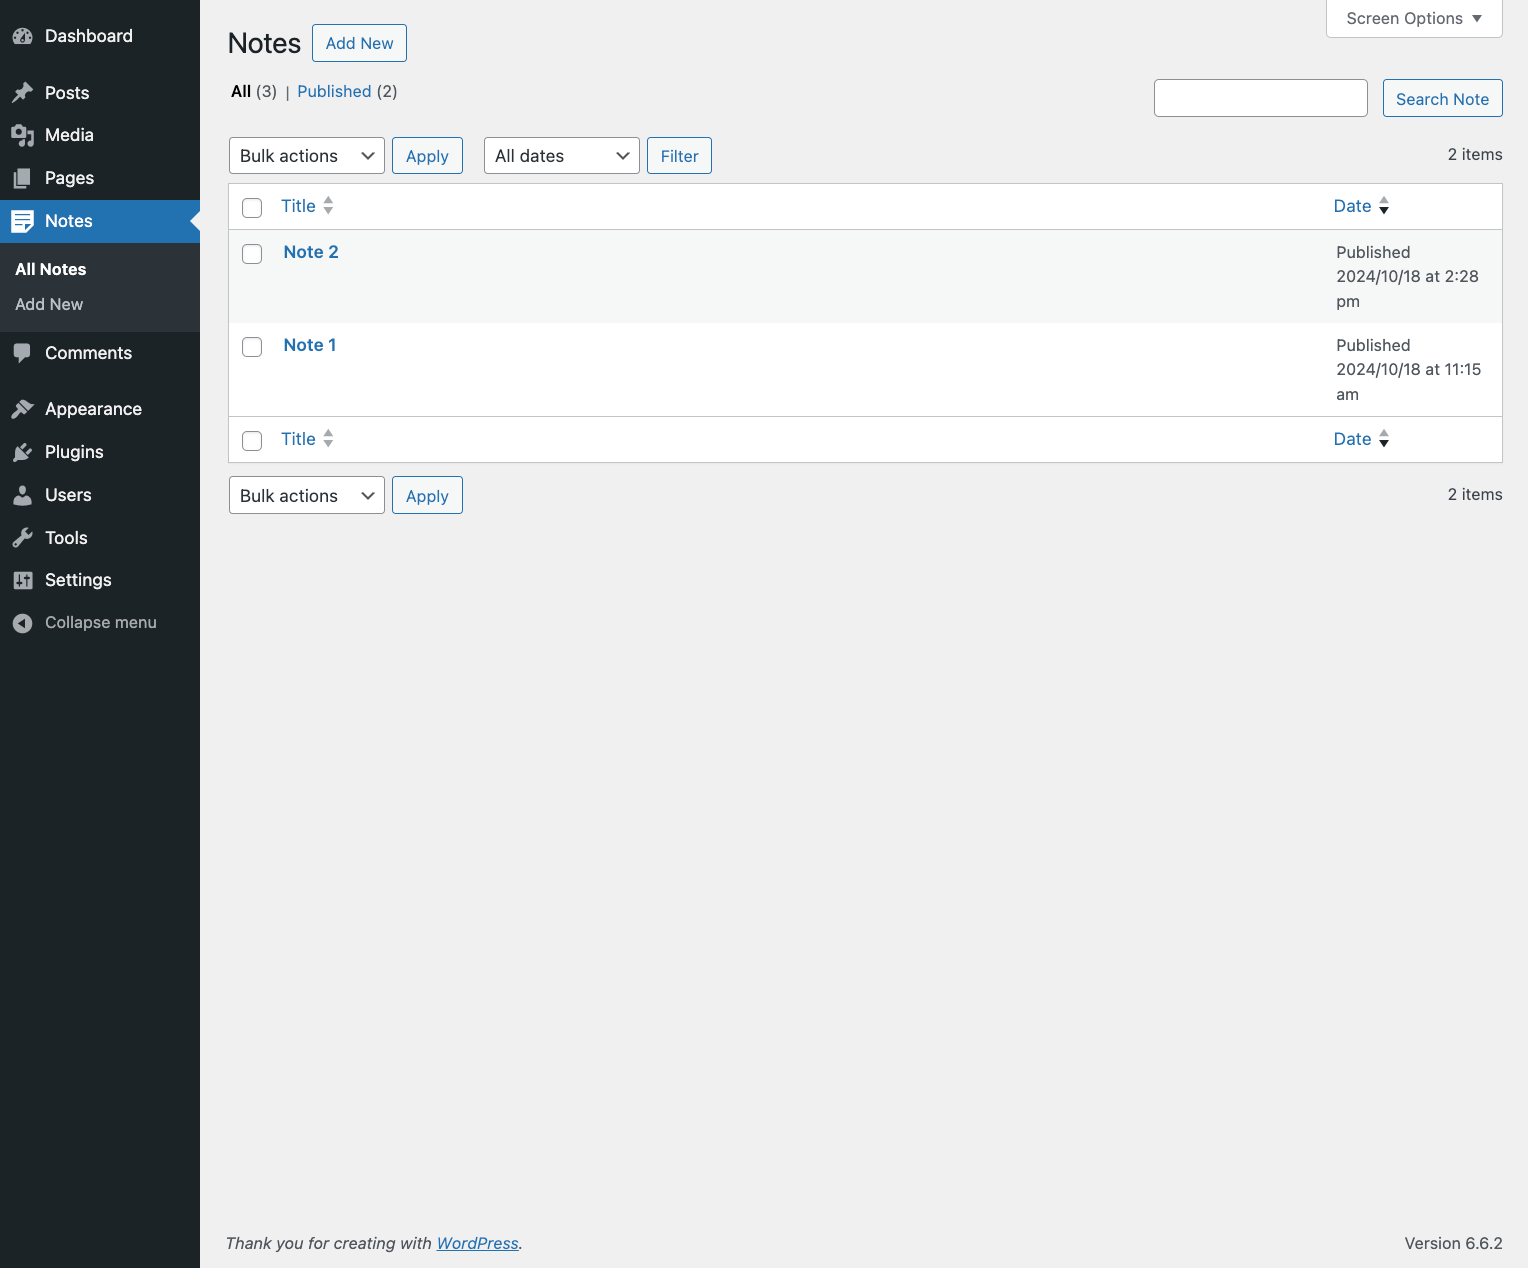 Dashboard
Posts
Media
Pages
Notes
All Notes
Add New
Comments
Appearance
Plugins
Users
Tools
Settings
Collapse menu
Screen Options
Notes Add New
All (3) | Published (2)
Search Note
Bulk actions Apply All dates Filter 2 items
Title Date
Note 2 Published
2024/10/18 at 2:28
pm
Note 1 Published
2024/10/18 at 11:15
am
Title Date
Bulk actions Apply 2 items
Thank you for creating with WordPress. Version 6.6.2